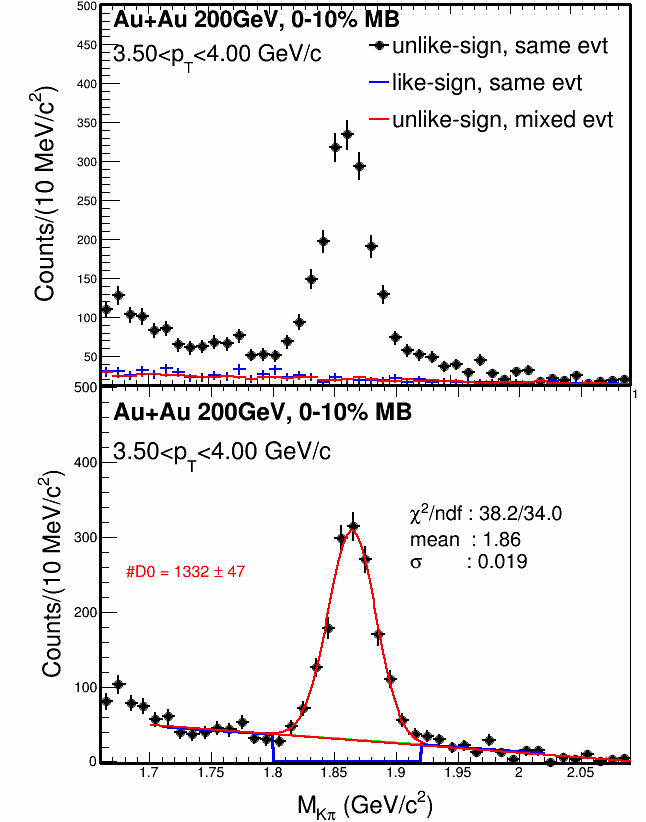 Au+Au 200GeV, 0-10% MB
3.50<p_T<4.00 GeV/c
unlike-sign, same evt
like-sign, same evt
unlike-sign, mixed evt
Counts/(10 MeV/c²)
500
450
400
350
300
250
200
150
100
50
1
Au+Au 200GeV, 0-10% MB
3.50<p_T<4.00 GeV/c
χ²/ndf : 38.2/34.0
mean : 1.86
σ : 0.019
#D0 = 1332 ± 47
Counts/(10 MeV/c²)
500
400
300
200
100
0
1.7 1.75 1.8 1.85 1.9 1.95 2 2.05
M_Kπ (GeV/c²)